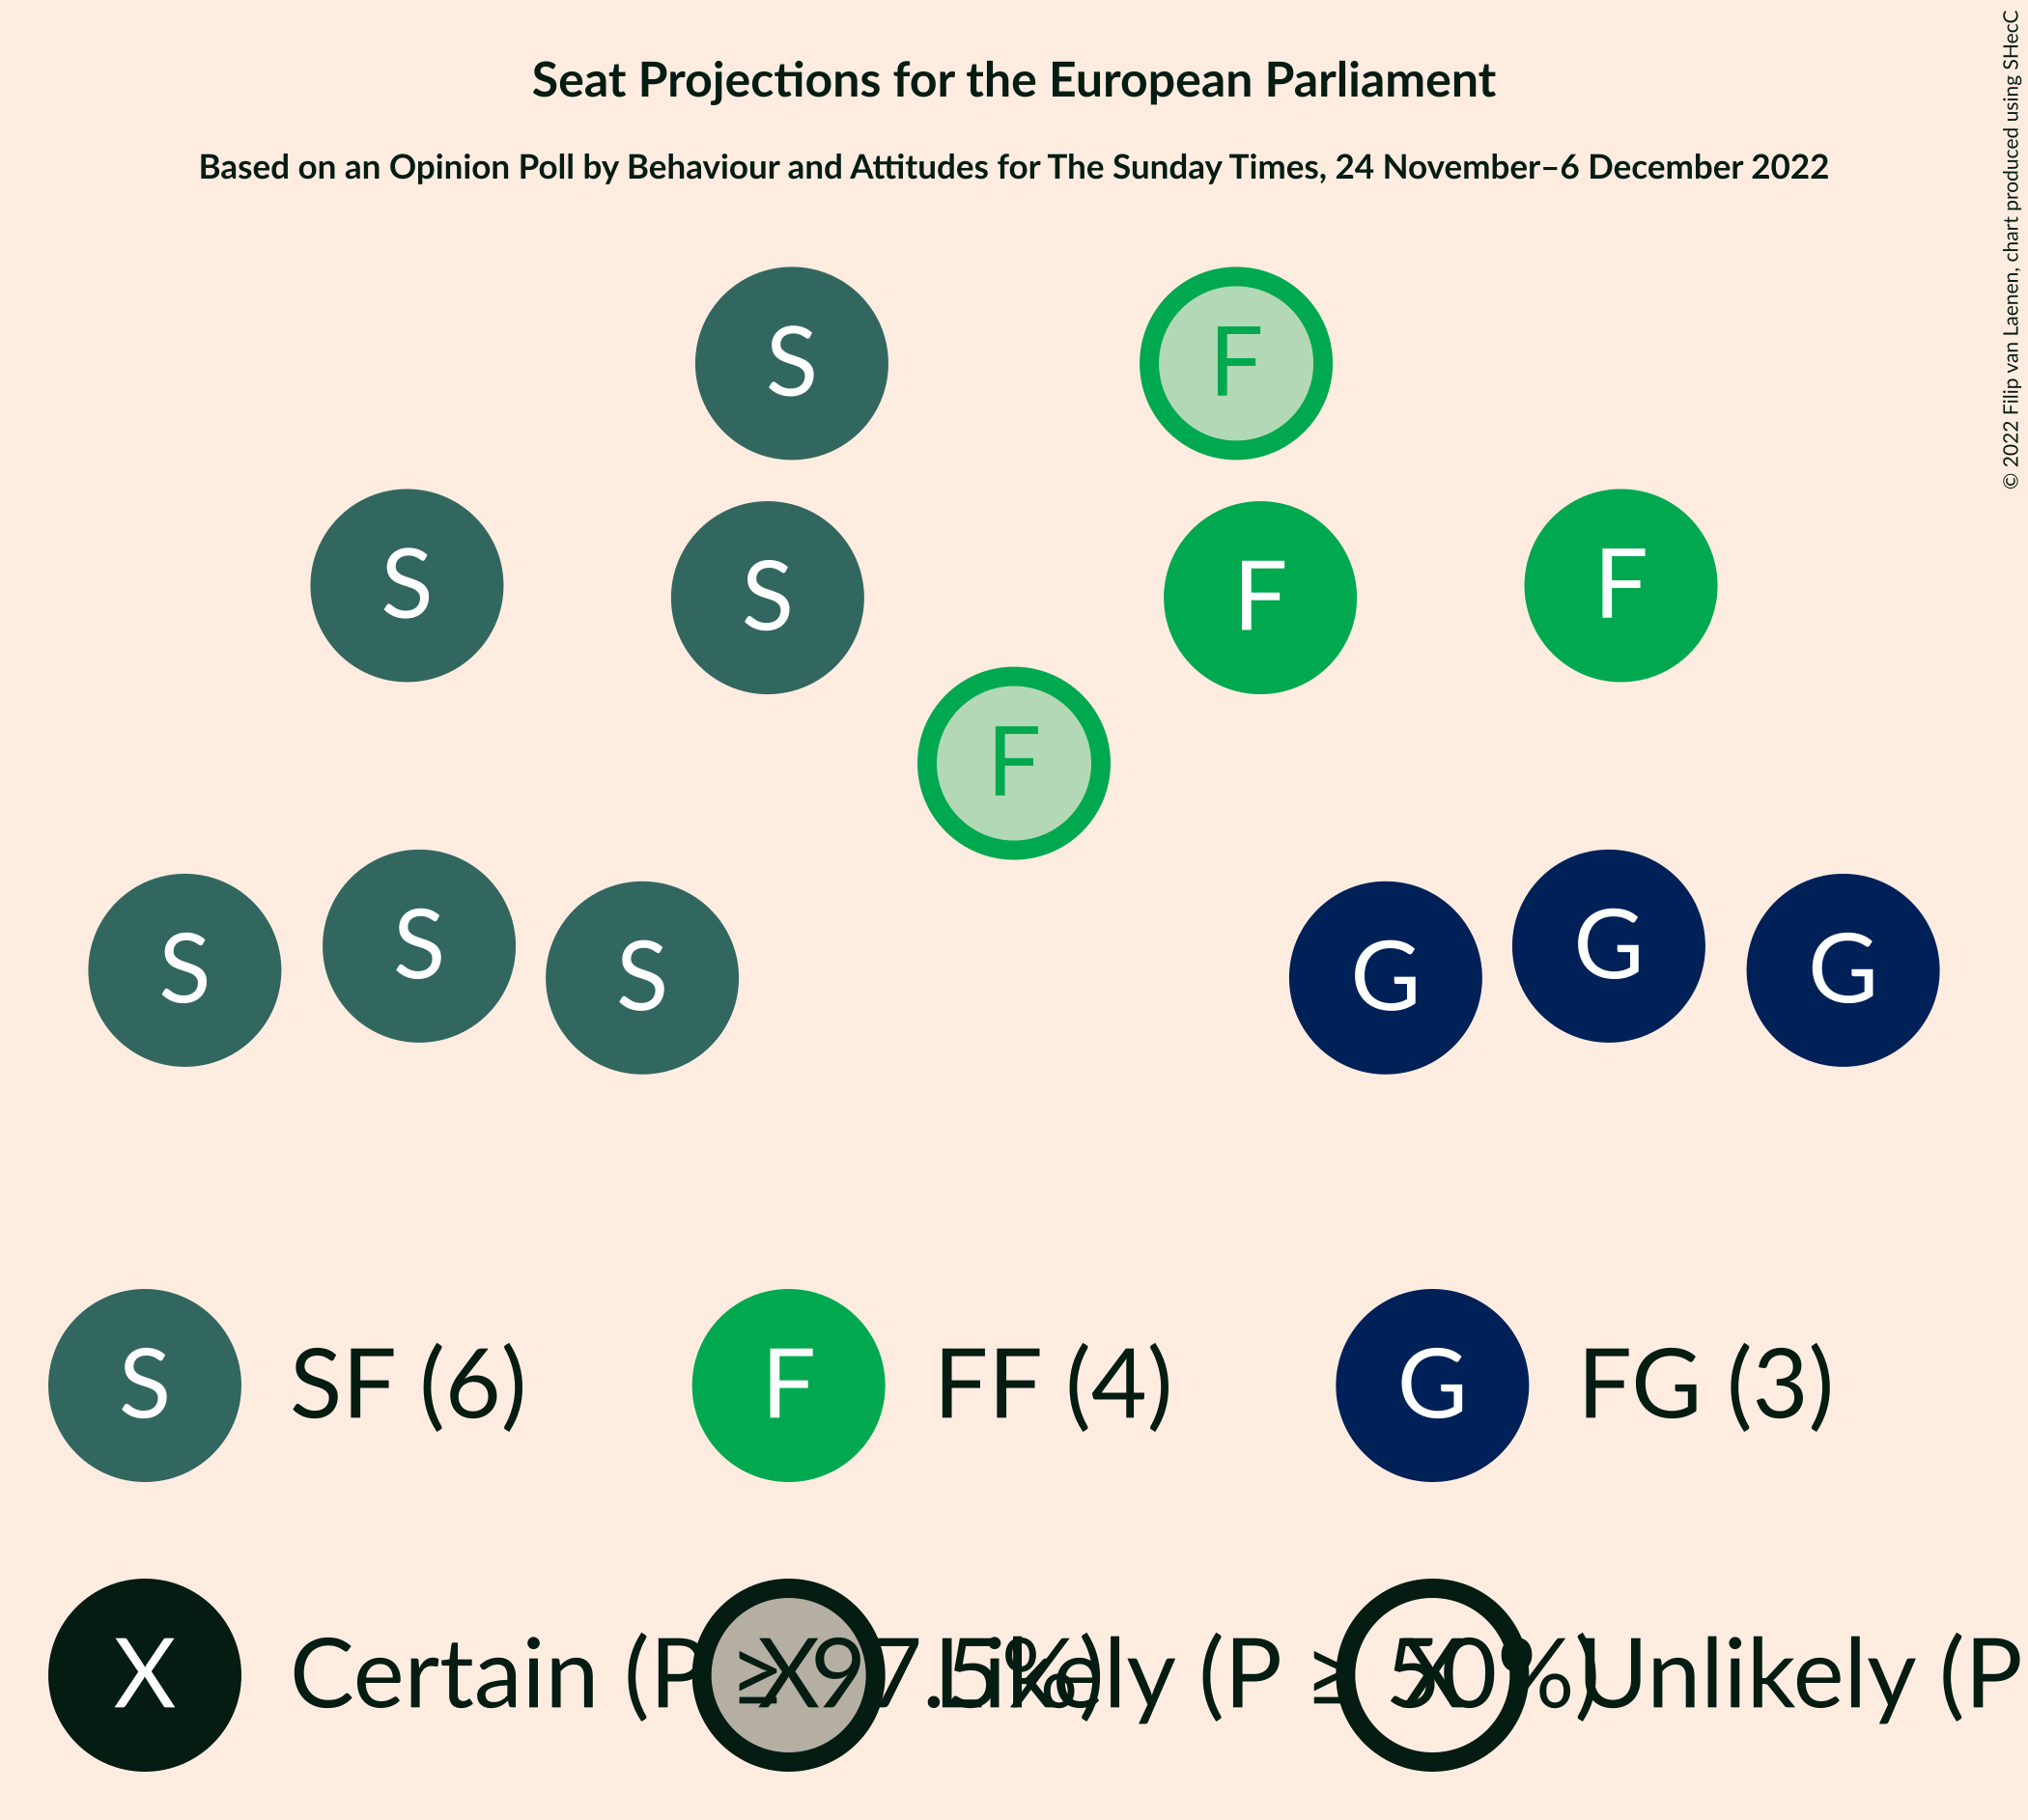 Seat Projections for the European Parliament
Based on an Opinion Poll by Behaviour and Attitudes for The Sunday Times, 24 November–6 December 2022
© 2022 Filip van Laenen, chart produced using SHecC
S
F
S
S
F
F
F
S
S
S
G
G
G
S SF (6)
F FF (4)
G FG (3)
X Certain (P ≥ 97.5%)
X Likely (P ≥ 50%)
X Unlikely (P